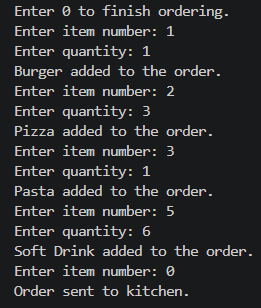 Enter 0 to finish ordering.
Enter item number: 1
Enter quantity: 1
Burger added to the order.
Enter item number: 2
Enter quantity: 3
Pizza added to the order.
Enter item number: 3
Enter quantity: 1
Pasta added to the order.
Enter item number: 5
Enter quantity: 6
Soft Drink added to the order.
Enter item number: 0
Order sent to kitchen.